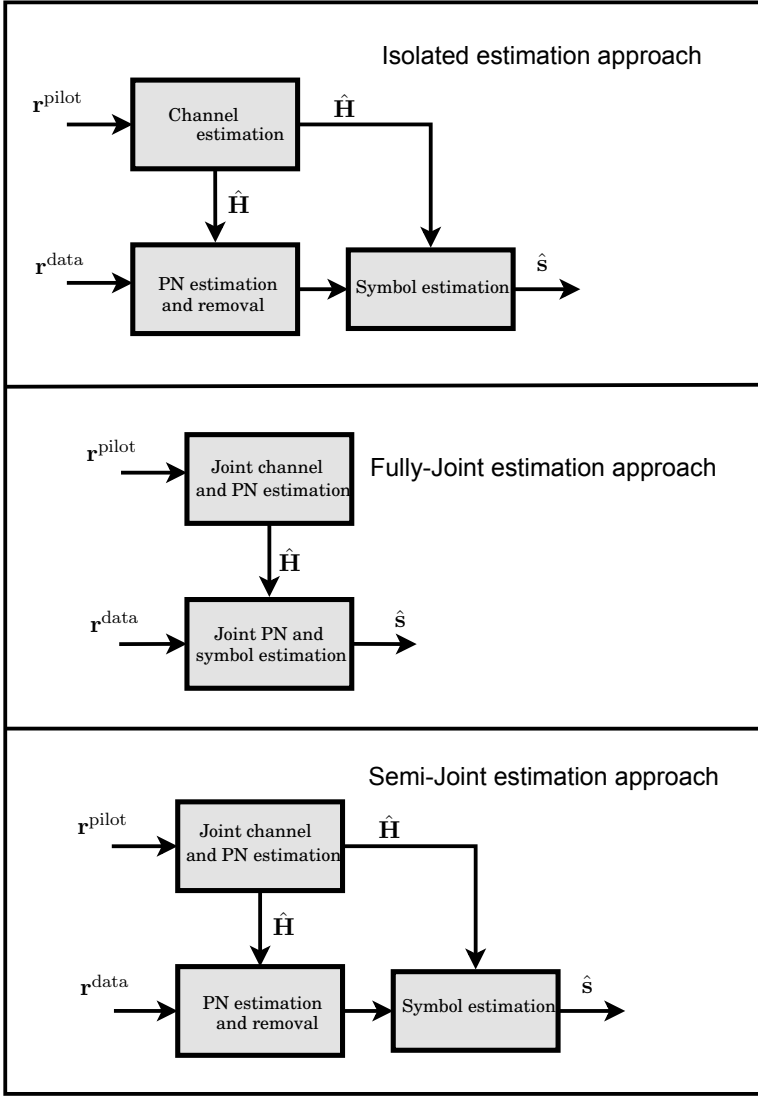 Isolated estimation approach
r^pilot
Channel
estimation
Ĥ
Ĥ
r^data
PN estimation
and removal
Symbol estimation
ŝ
Fully-Joint estimation approach
r^pilot
Joint channel
and PN estimation
Ĥ
r^data
Joint PN and
symbol estimation
ŝ
Semi-Joint estimation approach
r^pilot
Joint channel
and PN estimation
Ĥ
Ĥ
r^data
PN estimation
and removal
Symbol estimation
ŝ